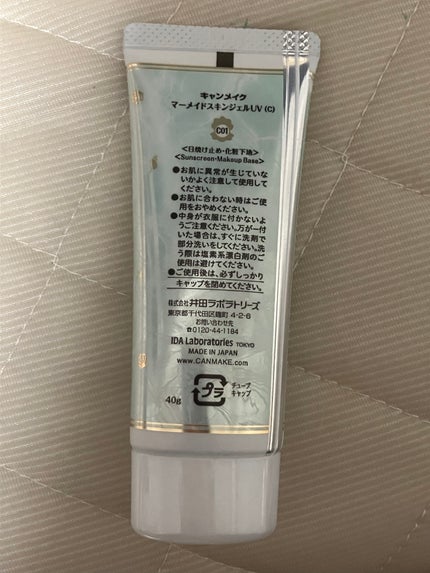 キャンメイク
マーメイドスキンジェルUV (C)
C01
<日焼け止め・化粧下地>
<Sunscreen・Makeup Base>
●お肌に異常が生じていな
いかよく注意して使用して
ください。
●お肌に合わない時はご使
用をおやめください。
●中身が衣服に付かないよ
うご注意ください。万が一付
いた場合は、すぐに洗剤で
部分洗いをしてください。洗
う際は塩素系漂白剤のご
使用は避けてください。
●ご使用後は、必ずしっかり
キャップを閉めてください。
株式会社 井田ラボラトリーズ
東京都千代田区麹町 4-2-6
お問い合わせ先
☎0120-44-1184
IDA Laboratories TOKYO
MADE IN JAPAN
www.CANMAKE.com
40g
プラ
チューブ
キャップ